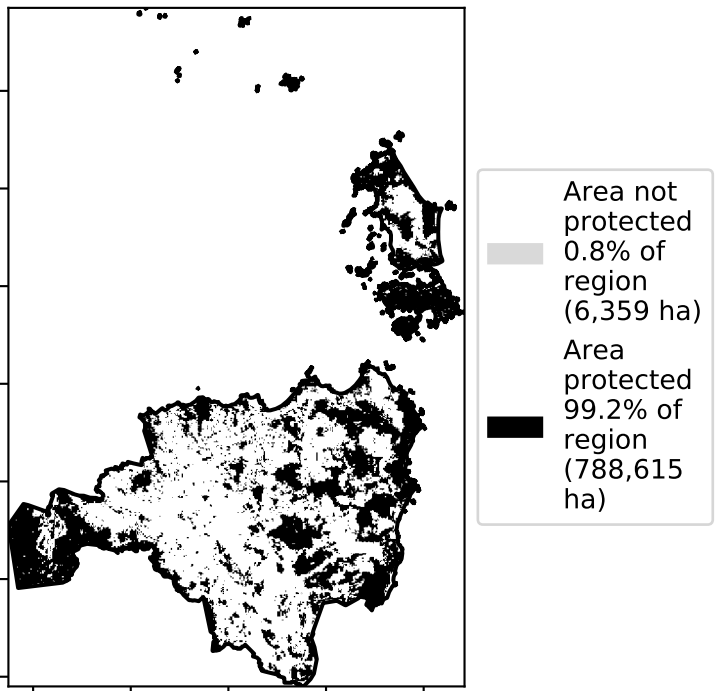 Area not
protected
0.8% of
region
(6,359 ha)
Area
protected
99.2% of
region
(788,615
ha)